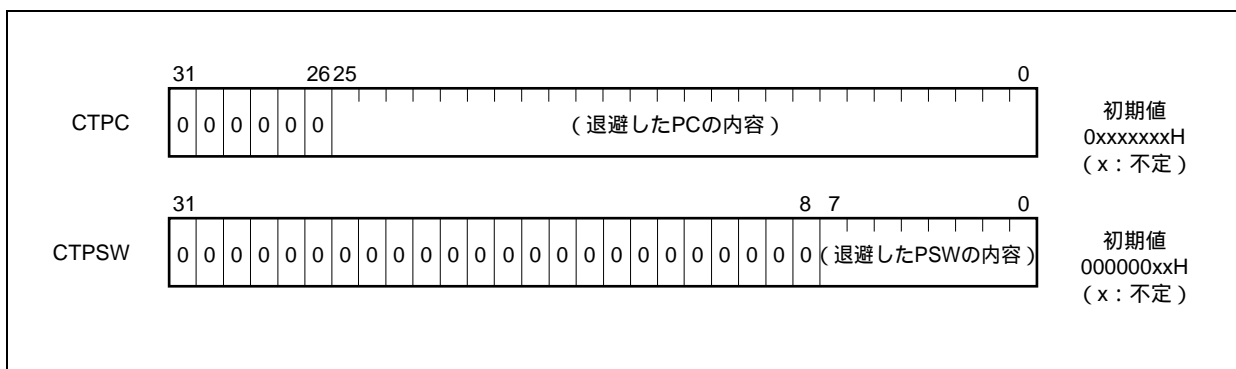 31 26 25 0
CTPC 0 0 0 0 0 0 (退避したPCの内容) 初期値
0xxxxxxxH
(x:不定)
31 8 7 0
CTPSW 0 0 0 0 0 0 0 0 0 0 0 0 0 0 0 0 0 0 0 0 0 0 0 0 (退避したPSWの内容) 初期値
000000xxH
(x:不定)